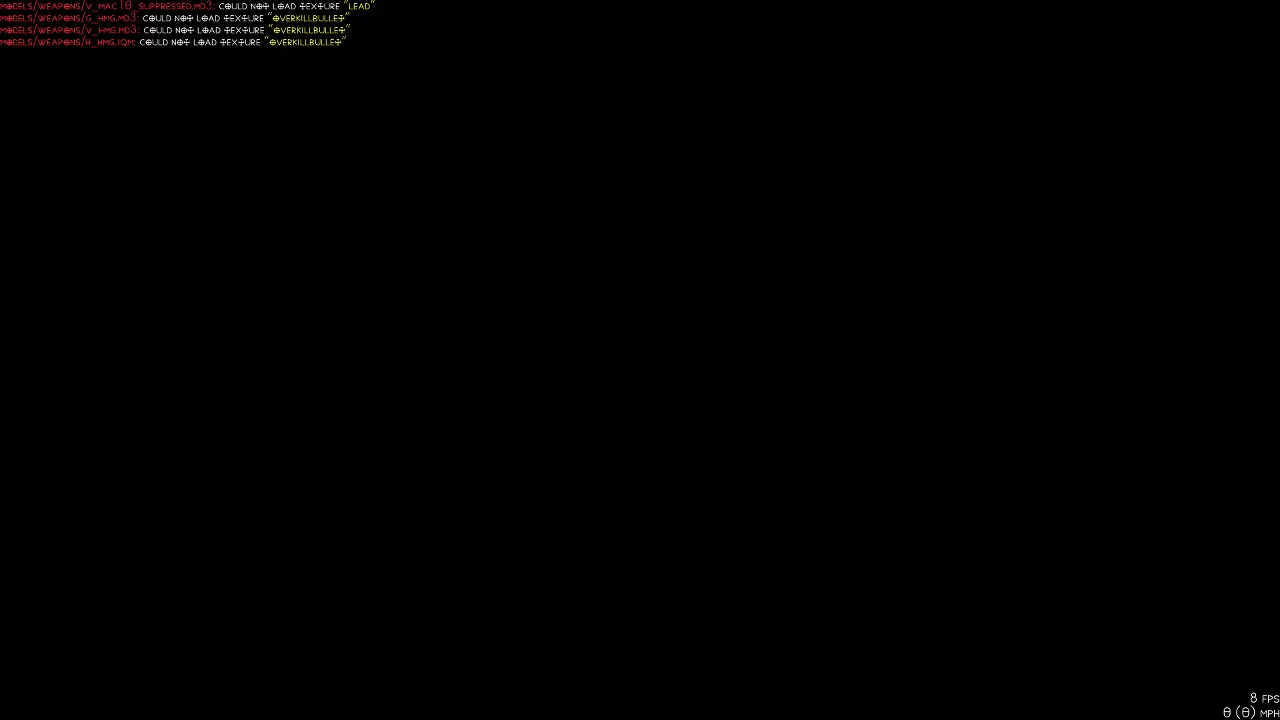 MODELS/WEAPONS/V_MAC10_SUPPRESSED.MD3: COULD NOT LOAD TEXTURE "LEAD"
MODELS/WEAPONS/G_HMG.MD3: COULD NOT LOAD TEXTURE "OVERKILLBULLET"
MODELS/WEAPONS/V_HMG.MD3: COULD NOT LOAD TEXTURE "OVERKILLBULLET"
MODELS/WEAPONS/H_HMG.IQM: COULD NOT LOAD TEXTURE "OVERKILLBULLET"
8 FPS
0 (0) MPH